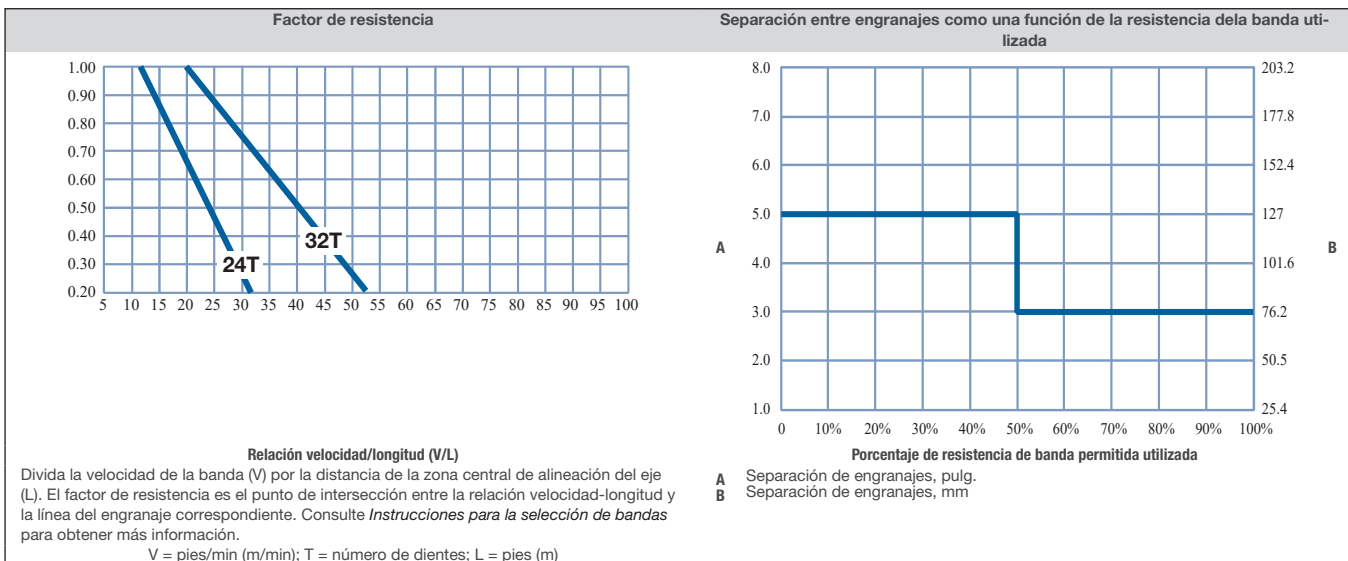 Factor de resistencia
Separación entre engranajes como una función de la resistencia dela banda uti-
lizada
1.00
0.90
0.80
0.70
0.60
0.50
0.40
0.30
0.20
32T
24T
5 10 15 20 25 30 35 40 45 50 55 60 65 70 75 80 85 90 95 100
Relación velocidad/longitud (V/L)
Divida la velocidad de la banda (V) por la distancia de la zona central de alineación del eje
(L). El factor de resistencia es el punto de intersección entre la relación velocidad-longitud y
la línea del engranaje correspondiente. Consulte Instrucciones para la selección de bandas
para obtener más información.
V = pies/min (m/min); T = número de dientes; L = pies (m)
8.0
7.0
6.0
5.0
4.0
3.0
2.0
1.0
A
203.2
177.8
152.4
127
101.6
76.2
50.5
25.4
B
0 10% 20% 30% 40% 50% 60% 70% 80% 90% 100%
Porcentaje de resistencia de banda permitida utilizada
A Separación de engranajes, pulg.
B Separación de engranajes, mm